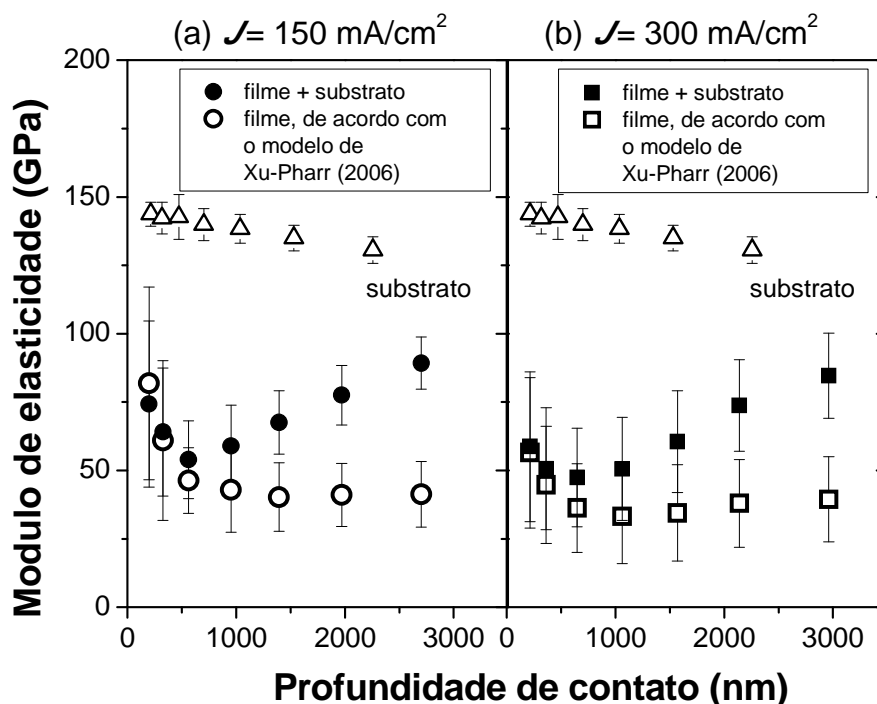 (a) J= 150 mA/cm²
(b) J= 300 mA/cm²
Modulo de elasticidade (GPa)
200
150
100
50
0
filme + substrato
filme, de acordo com
o modelo de
Xu-Pharr (2006)
substrato
filme + substrato
filme, de acordo com
o modelo de
Xu-Pharr (2006)
substrato
0
1000
2000
3000
0
1000
2000
3000
Profundidade de contato (nm)